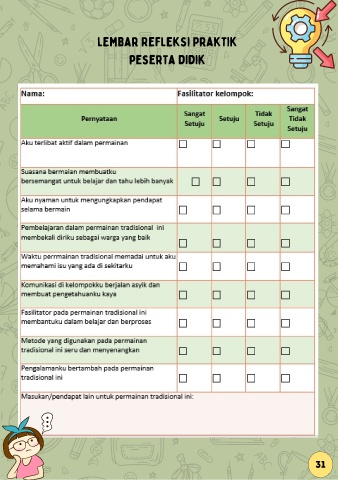 LEMBAR REFLEKSI PRAKTIK
PESERTA DIDIK
Nama:
Fasilitator kelompok:
Pernyataan
Sangat
Setuju
Setuju
Tidak
Setuju
Sangat
Tidak
Setuju
Aku terlibat aktif dalam permainan
Suasana bermaian membuatku
bersemangat untuk belajar dan tahu lebih banyak
Aku nyaman untuk mengungkapkan pendapat
selama bermain
Pembelajaran dalam permainan tradisional ini
membekali diriku sebagai warga yang baik
Waktu perrmainan tradisional memadai untuk aku
memahami isu yang ada di sekitarku
Komunikasi di kelompokku berjalan asyik dan
membuat pengetahuanku kaya
Fasilitator pada permainan tradisional ini
membantuku dalam belajar dan berproses
Metode yang digunakan pada permainan
tradisional ini seru dan menyenangkan
Pengalamanku bertambah pada permainan
tradisional ini
Masukan/pendapat lain untuk permainan tradisional ini:
31